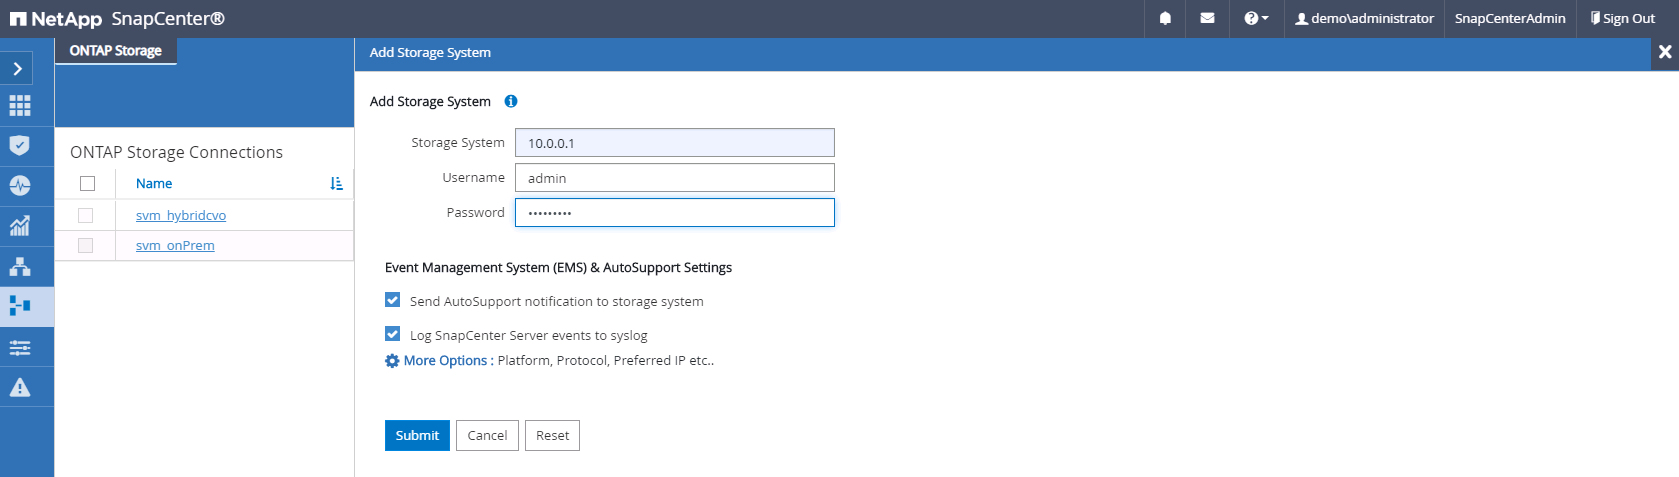 NetApp SnapCenter®
demo\administrator
SnapCenterAdmin
Sign Out
ONTAP Storage
Add Storage System
ONTAP Storage Connections
Name
svm_hybridcvo
svm_onPrem
Add Storage System
Storage System 10.0.0.1
Username admin
Password •••••••••
Event Management System (EMS) & AutoSupport Settings
Send AutoSupport notification to storage system
Log SnapCenter Server events to syslog
More Options : Platform, Protocol, Preferred IP etc..
Submit Cancel Reset